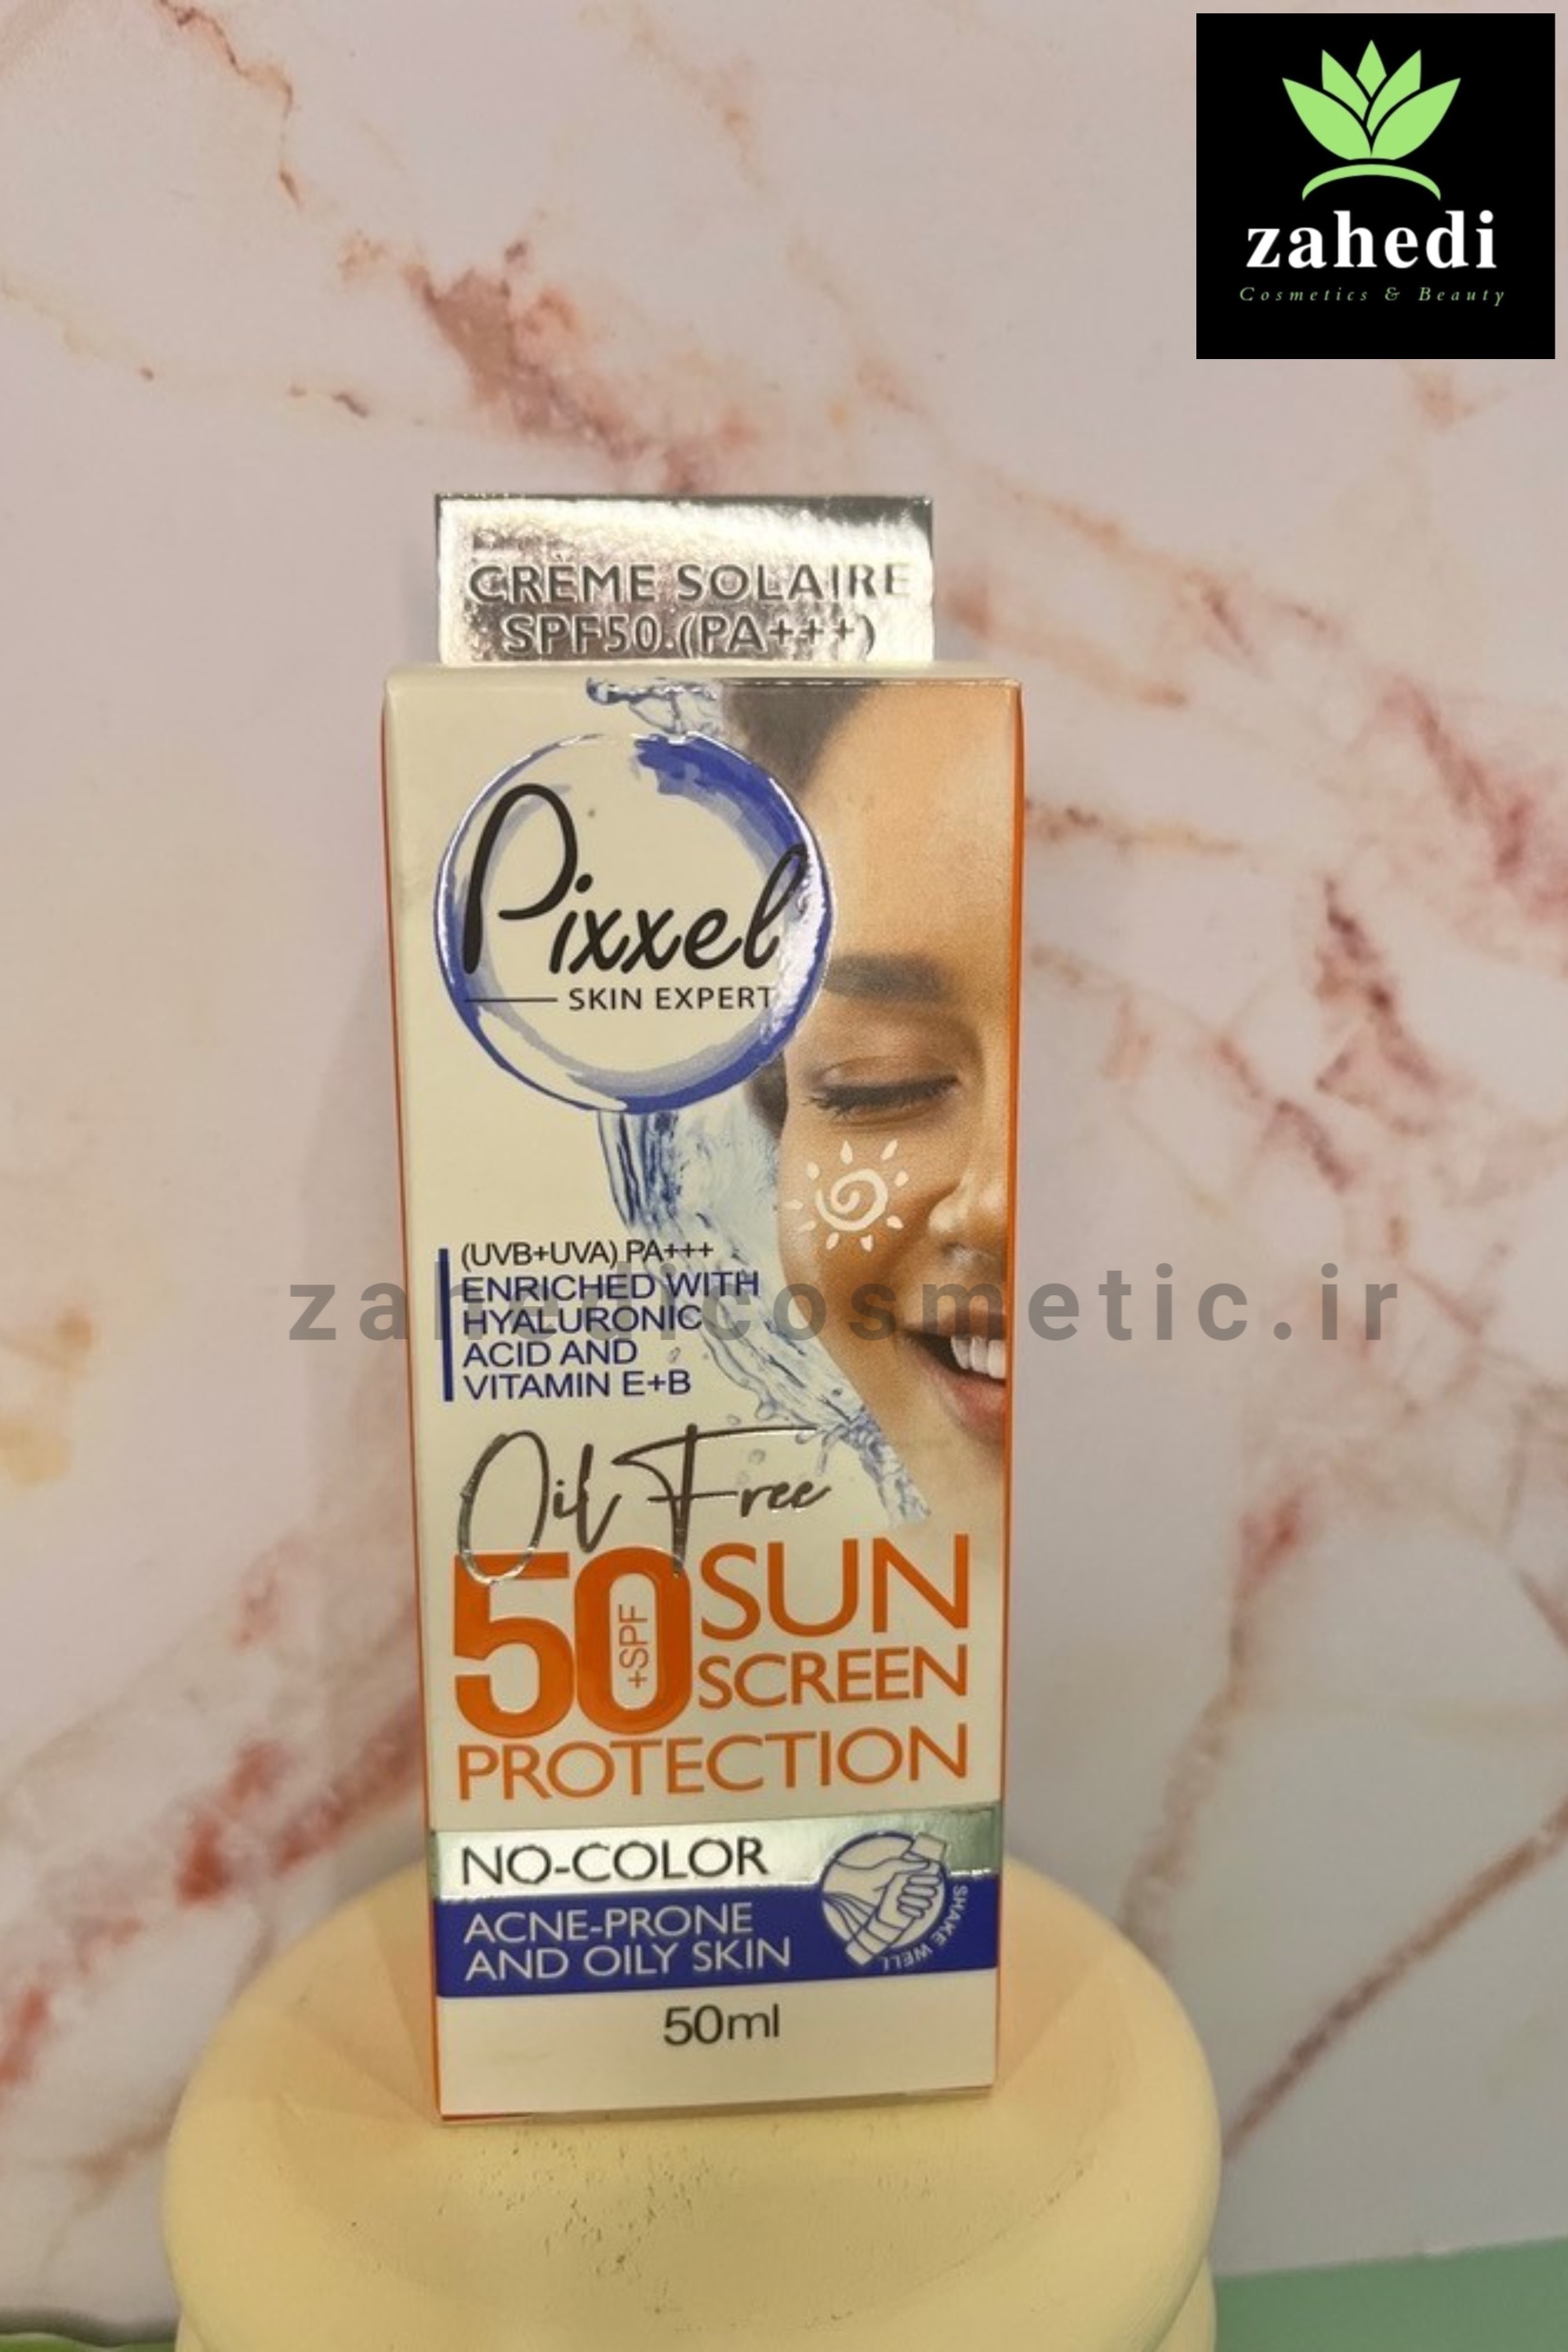 zahedi
Cosmetics & Beauty
CRÈME SOLAIRE
SPF50.(PA+++)
Pixxel
SKIN EXPERT
(UVB+UVA) PA+++
ENRICHED WITH
HYALURONIC
ACID AND
VITAMIN E+B
zahedicosmetic.ir
Oil Free
50 +SPF SUN
SCREEN
PROTECTION
NO-COLOR
ACNE-PRONE
AND OILY SKIN
SHAKE WELL
50ml